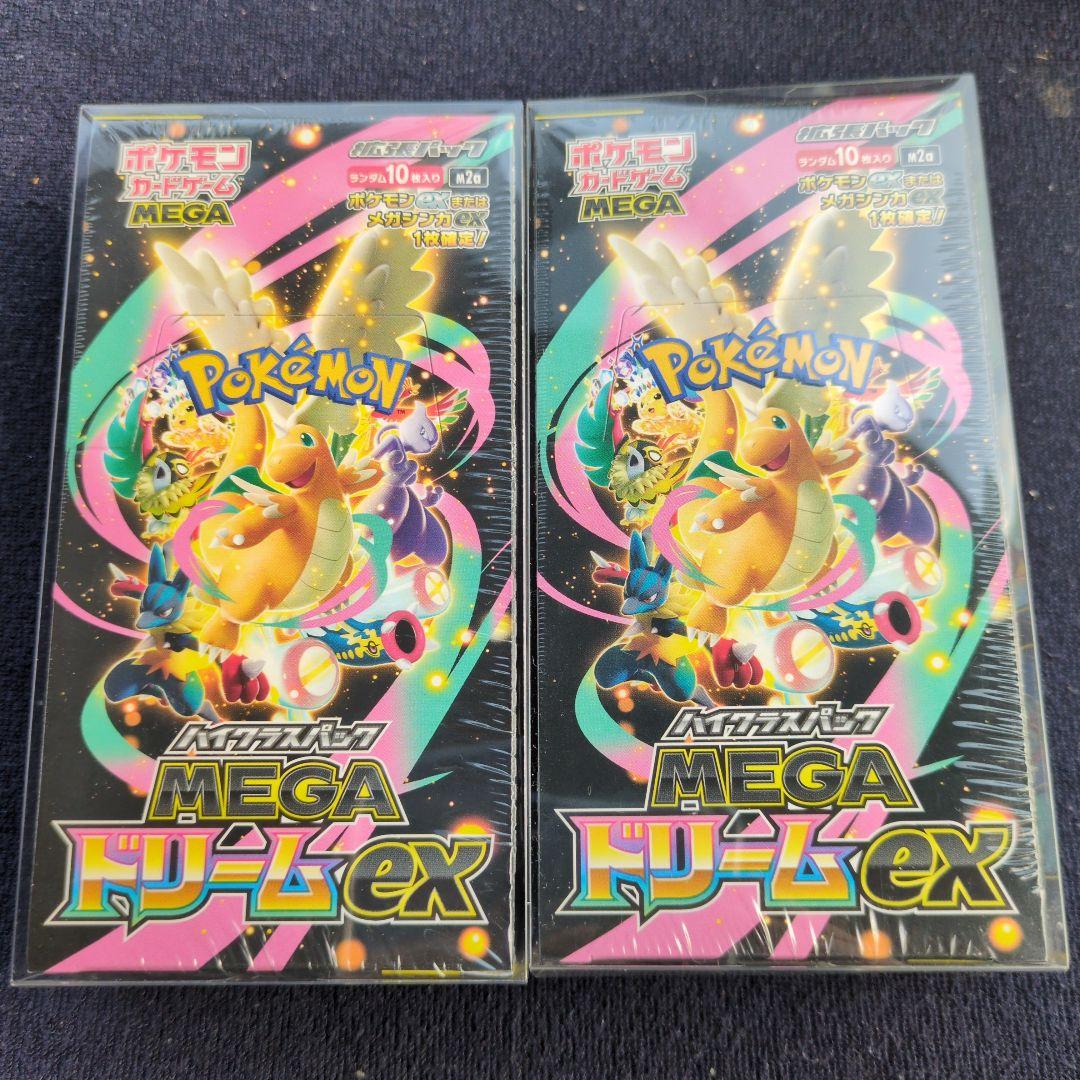 ポケモン
カードゲーム
MEGA
拡張パック
ランダム10枚入り
M2a
ポケモンexまたは
メガシンカex
1枚確定!
POKéMON
TM
ハイクラスパック
MEGA
ドリームex
ポケモン
カードゲーム
MEGA
拡張パック
ランダム10枚入り
M2a
ポケモンexまたは
メガシンカex
1枚確定!
POKéMON
ハイクラスパック
MEGA
ドリームex